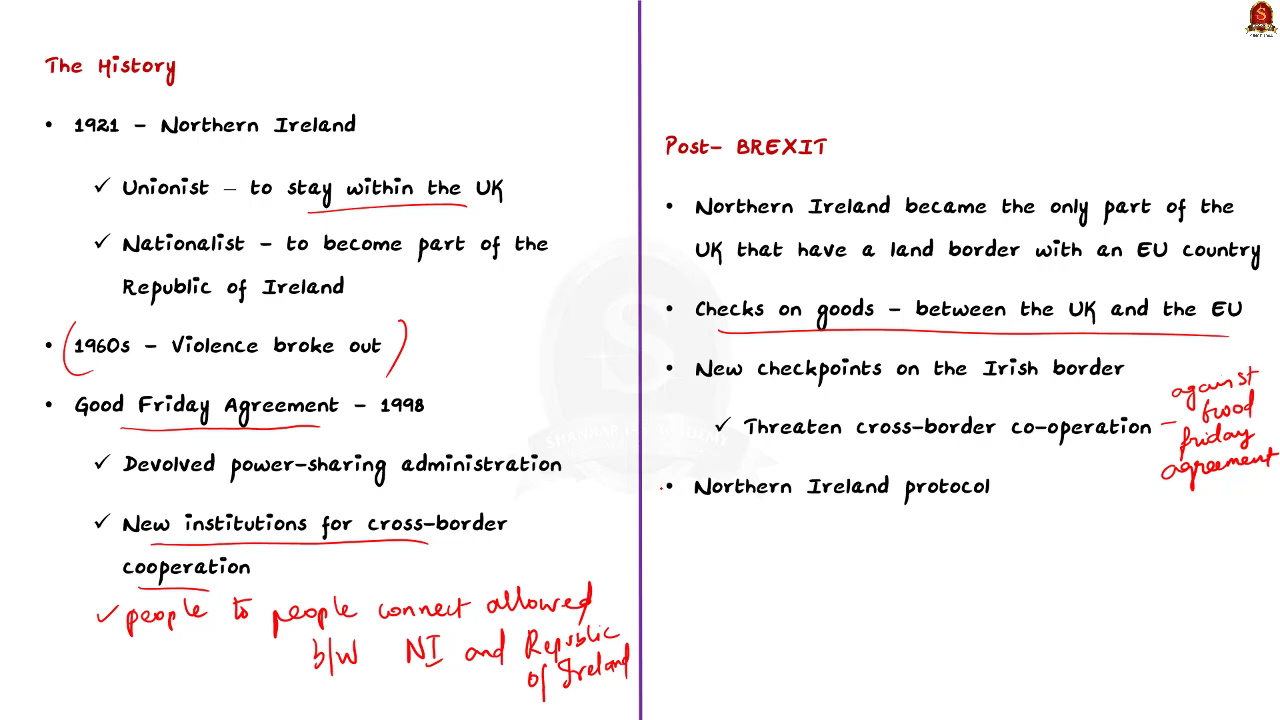 The History
• 1921 - Northern Ireland
✓ Unionist – to stay within the UK
✓ Nationalist - to become part of the
Republic of Ireland
• 1960s - Violence broke out
• Good Friday Agreement - 1998
✓ Devolved power-sharing administration
✓ New institutions for cross-border
cooperation
✓ people to people connect allowed
b/w NI and Republic
of Ireland
Post- BREXIT
• Northern Ireland became the only part of the
UK that have a land border with an EU country
• Checks on goods - between the UK and the EU
• New checkpoints on the Irish border
✓ Threaten cross-border co-operation
- against
friday
agreement
• Northern Ireland protocol
S